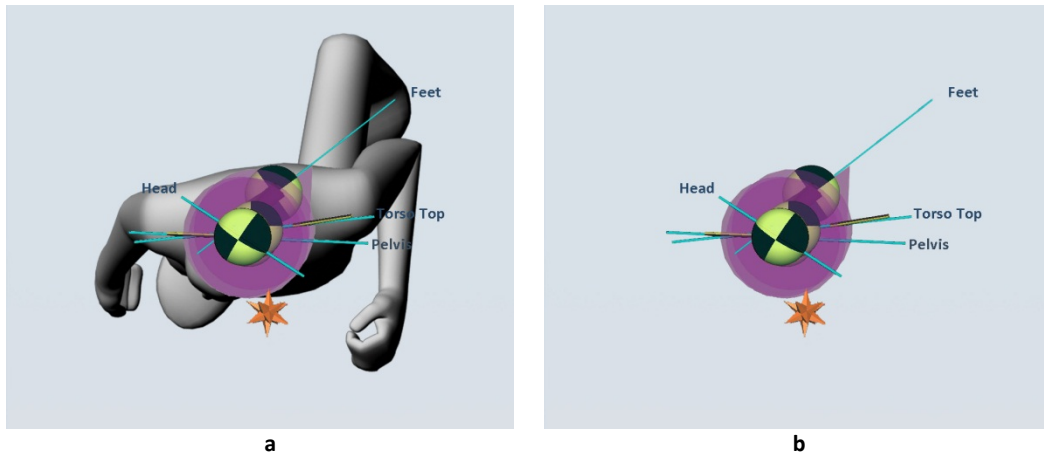 Feet
Head
Torso Top
Pelvis
a
Feet
Head
Torso Top
Pelvis
b